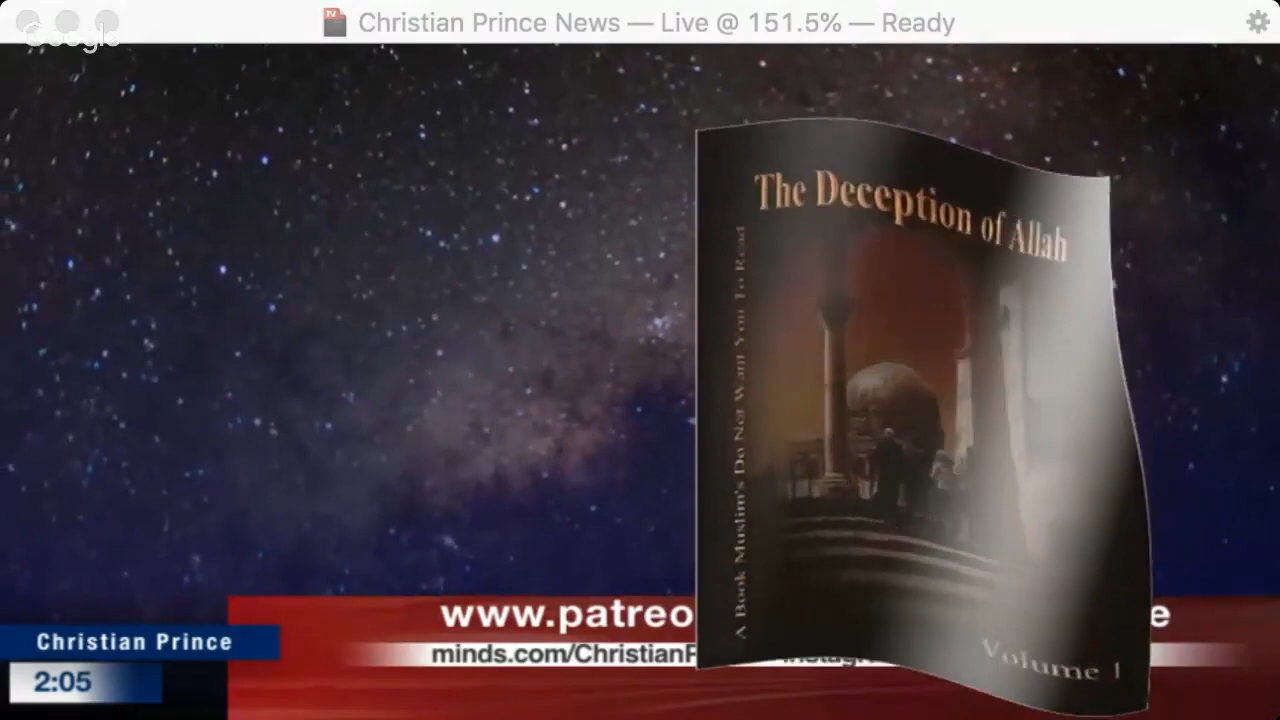 Christian Prince News — Live @ 151.5% — Ready
Google
The Deception of Allah
A Book Muslim's Do Not Want You To Read
Volume 1
www.patreo
e
minds.com/ChristianP
Christian Prince
2:05